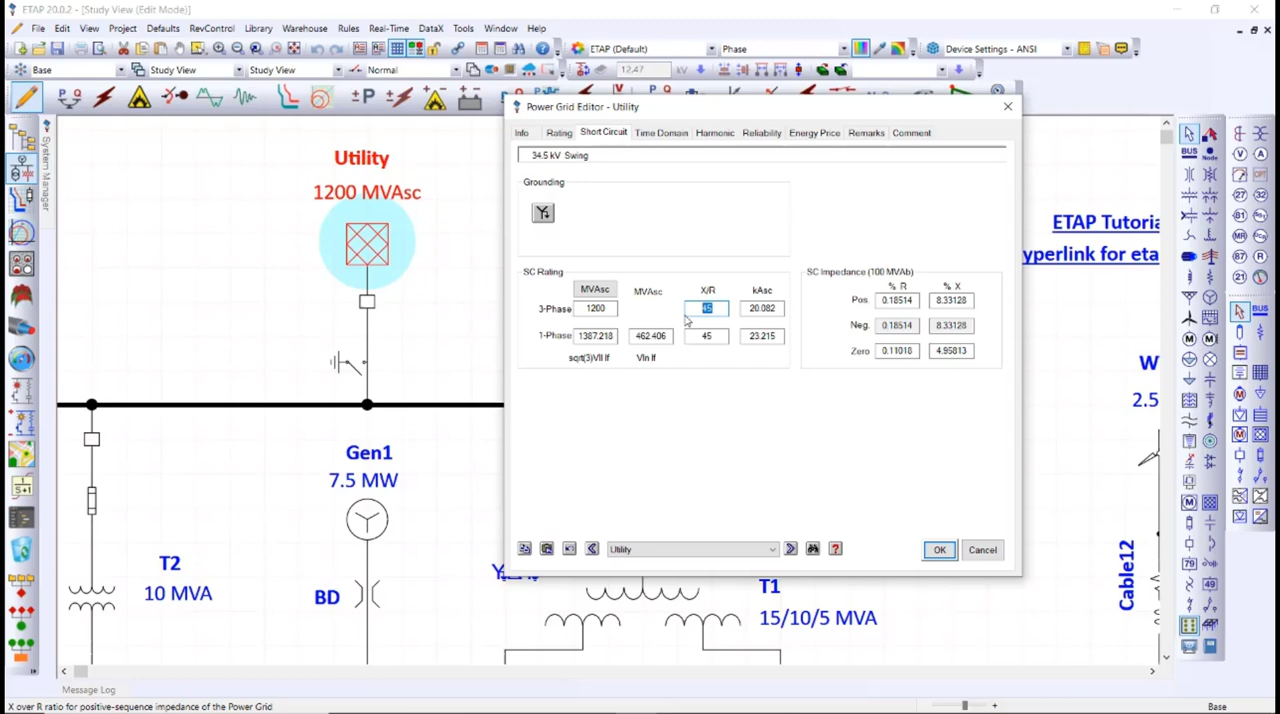 ETAP 20.0.2 - [Study View (Edit Mode)]
File Edit View Project Defaults RevControl Library Warehouse Rules Real-Time DataX Tools Window Help
ETAP (Default) Phase Device Settings - ANSI
Base Study View Study View Normal 12.47 kV
System Manager
Utility
1200 MVAsc
Gen1
7.5 MW
T2
10 MVA
BD
T1
15/10/5 MVA
ETAP Tutoria
yperlink for eta
W
2.5
Cable12
Power Grid Editor - Utility
Info Rating Short Circuit Time Domain Harmonic Reliability Energy Price Remarks Comment
34.5 kV Swing
Grounding
SC Rating
MVAsc MVAsc X/R kAsc
3-Phase 1200 45 20.082
1-Phase 1387.218 462.406 45 23.215
sqrt(3)Vll If Vln If
SC Impedance (100 MVAb)
% R % X
Pos. 0.18514 8.33128
Neg. 0.18514 8.33128
Zero 0.11018 4.95813
Utility
OK Cancel
BUS
Node
BUS
Message Log
X over R ratio for positive-sequence impedance of the Power Grid
Base